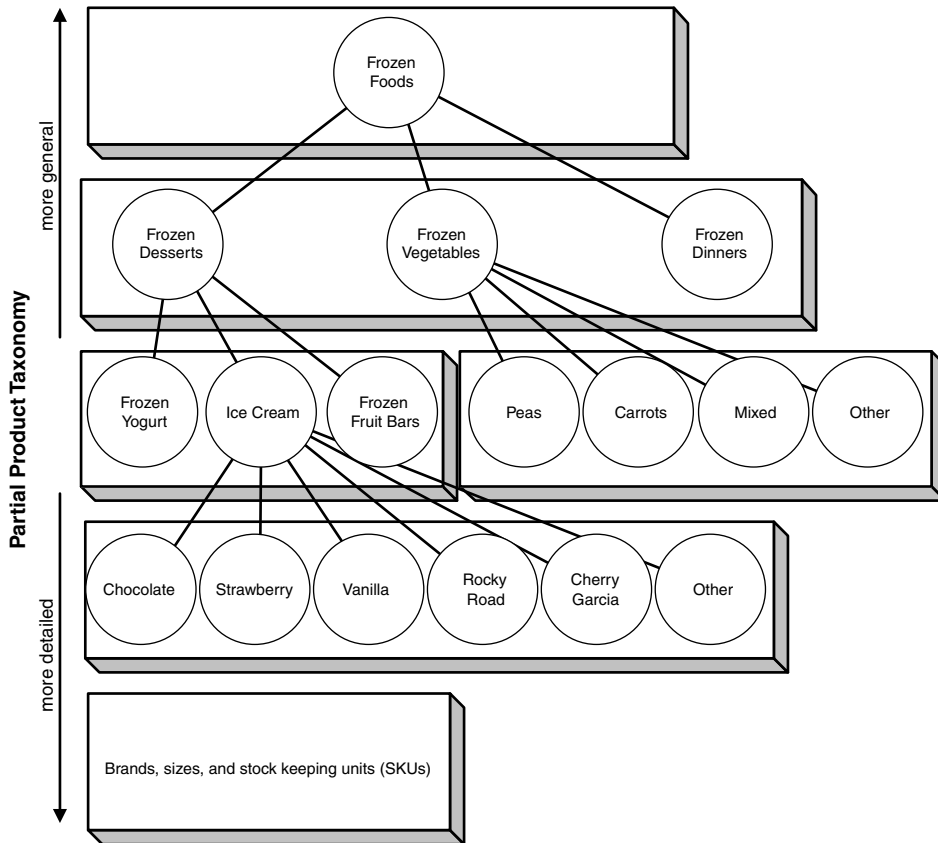 Partial Product Taxonomy
more general
more detailed
Frozen
Foods
Frozen
Desserts
Frozen
Vegetables
Frozen
Dinners
Frozen
Yogurt
Ice Cream
Frozen
Fruit Bars
Peas
Carrots
Mixed
Other
Chocolate
Strawberry
Vanilla
Rocky
Road
Cherry
Garcia
Other
Brands, sizes, and stock keeping units (SKUs)